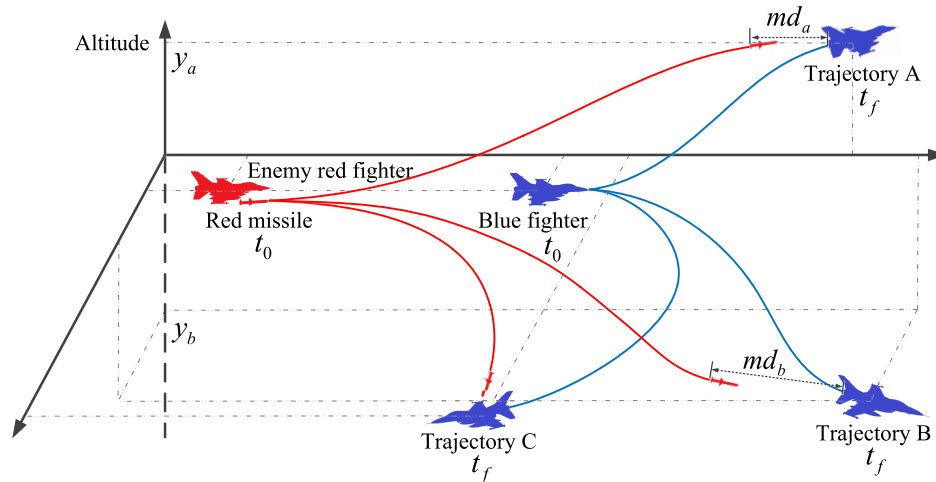 md_a
Altitude
y_a
Trajectory A
t_f
Enemy red fighter
Red missile
t_0
Blue fighter
t_0
y_b
md_b
Trajectory C
t_f
Trajectory B
t_f